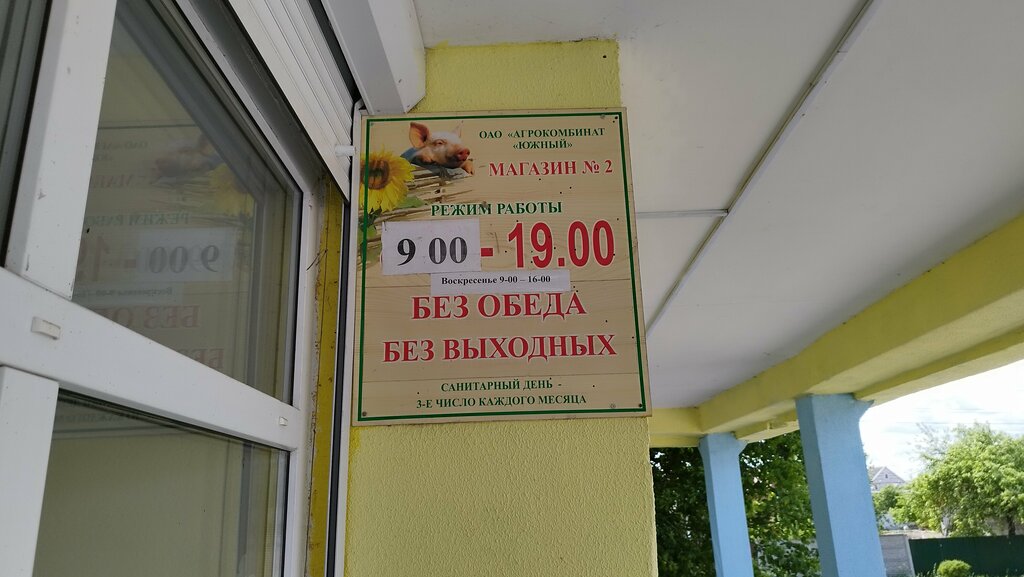 ОАО «АГРОКОМБИНАТ
«ЮЖНЫЙ»
МАГАЗИН № 2
РЕЖИМ РАБОТЫ
9 00 - 19.00
Воскресенье 9-00 – 16-00
БЕЗ ОБЕДА
БЕЗ ВЫХОДНЫХ
САНИТАРНЫЙ ДЕНЬ -
3-Е ЧИСЛО КАЖДОГО МЕСЯЦА